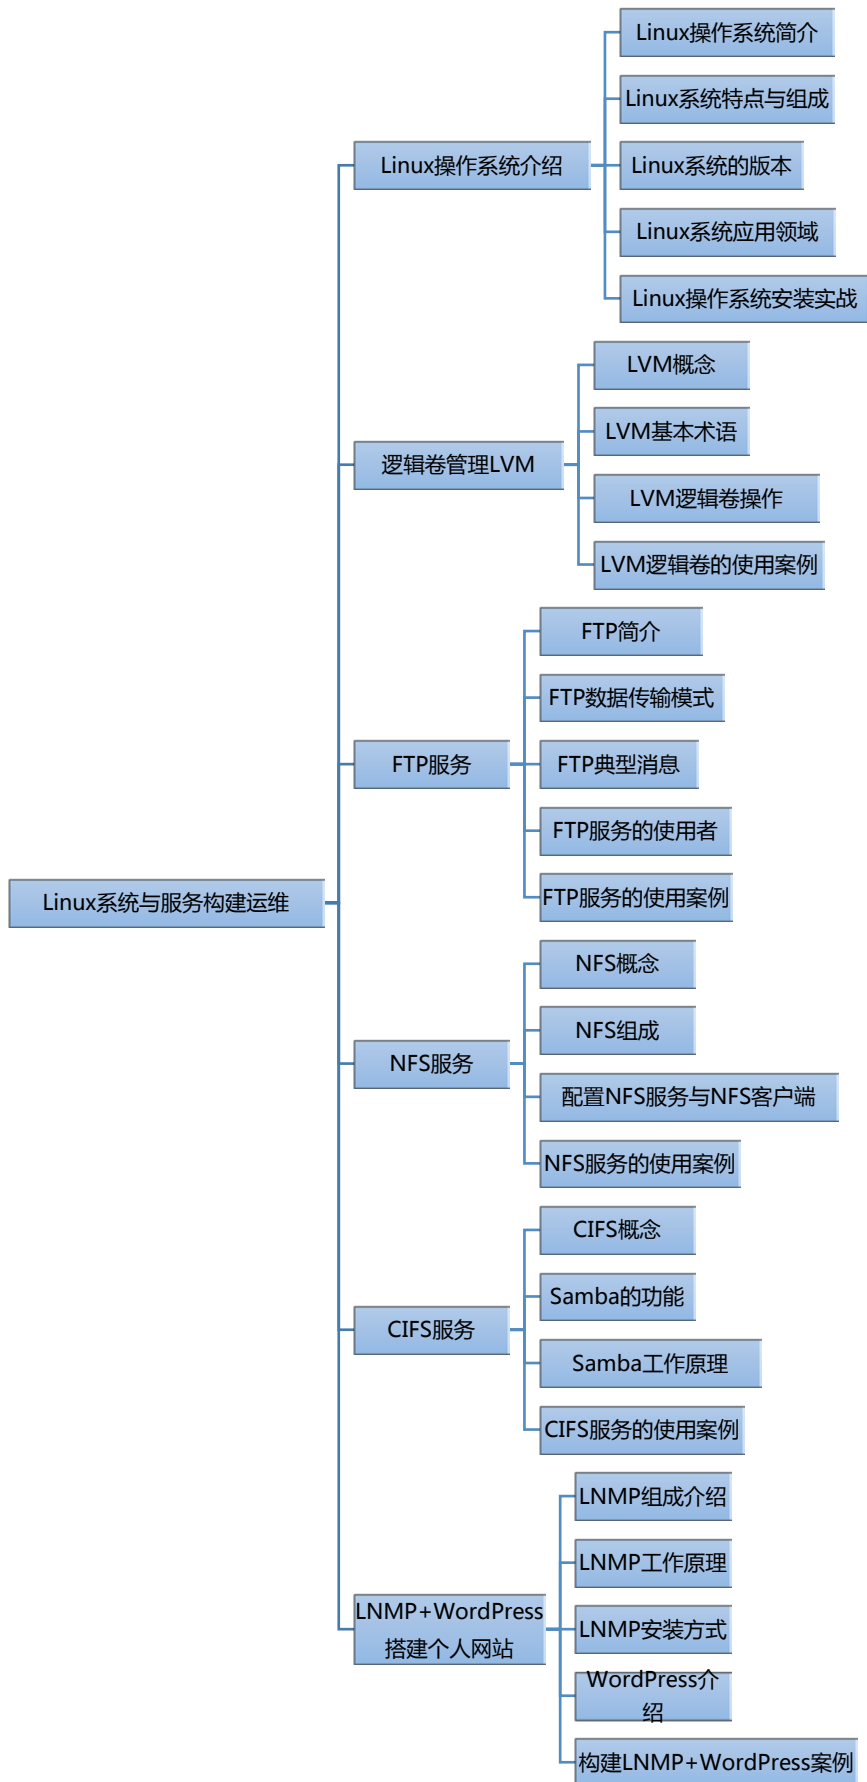 Linux系统与服务构建运维
Linux操作系统介绍
Linux操作系统简介
Linux系统特点与组成
Linux系统的版本
Linux系统应用领域
Linux操作系统安装实战
逻辑卷管理LVM
LVM概念
LVM基本术语
LVM逻辑卷操作
LVM逻辑卷的使用案例
FTP服务
FTP简介
FTP数据传输模式
FTP典型消息
FTP服务的使用者
FTP服务的使用案例
NFS服务
NFS概念
NFS组成
配置NFS服务与NFS客户端
NFS服务的使用案例
CIFS服务
CIFS概念
Samba的功能
Samba工作原理
CIFS服务的使用案例
LNMP+WordPress
搭建个人网站
LNMP组成介绍
LNMP工作原理
LNMP安装方式
WordPress介
绍
构建LNMP+WordPress案例